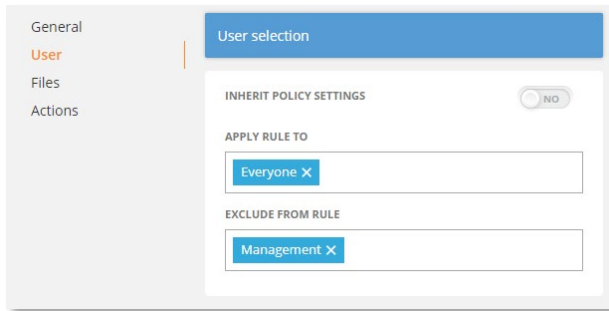 General
User
Files
Actions
User selection
INHERIT POLICY SETTINGS
NO
APPLY RULE TO
Everyone ✕
EXCLUDE FROM RULE
Management ✕